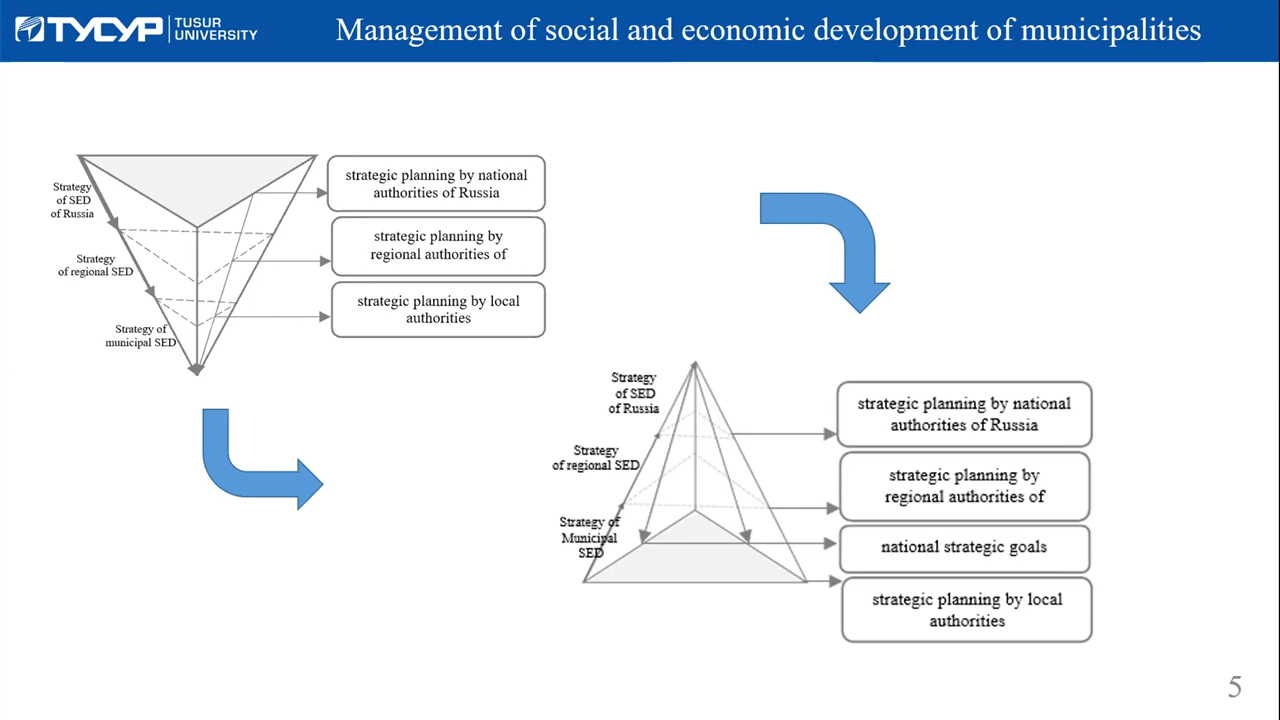 ТУСУР
TUSUR
UNIVERSITY
Management of social and economic development of municipalities
Strategy
of SED
of Russia
Strategy
of regional SED
Strategy of
municipal SED
strategic planning by national
authorities of Russia
strategic planning by
regional authorities of
strategic planning by local
authorities
Strategy
of SED
of Russia
Strategy
of regional SED
Strategy of
Municipal
SED
strategic planning by national
authorities of Russia
strategic planning by
regional authorities of
national strategic goals
strategic planning by local
authorities
5